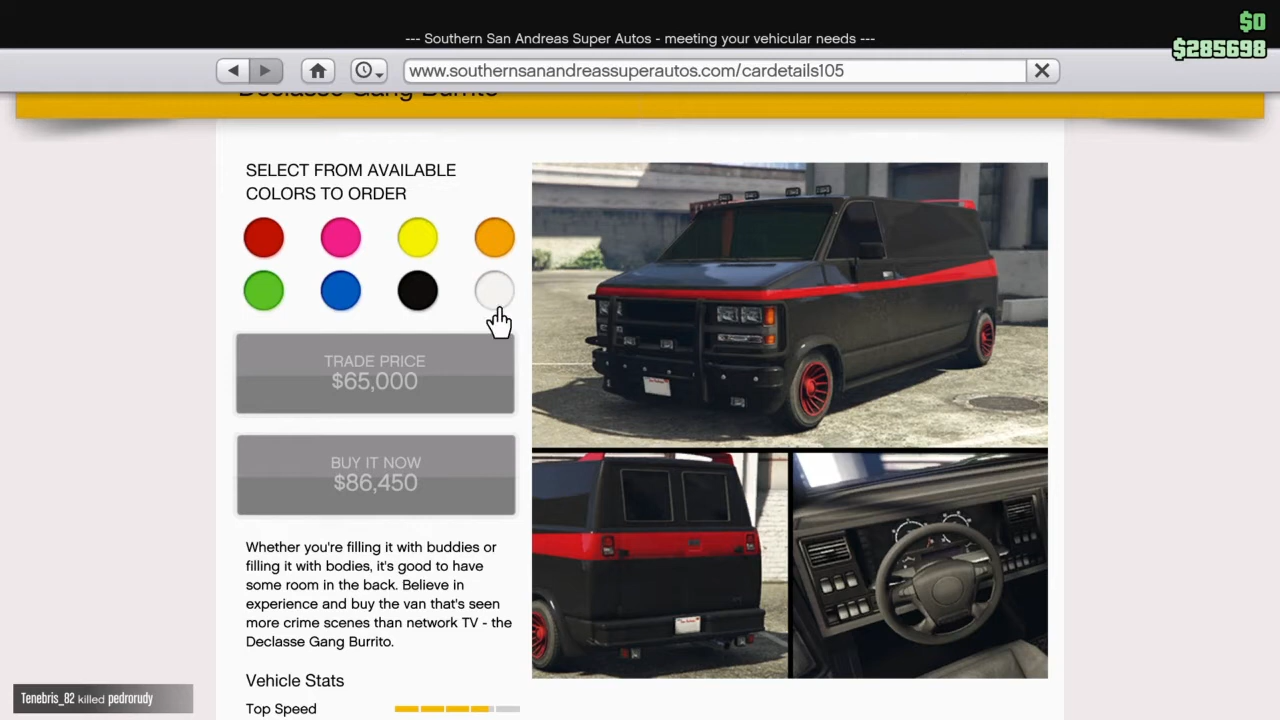 --- Southern San Andreas Super Autos - meeting your vehicular needs ---
$0
$285698
www.southernsanandreassuperautos.com/cardetails105
Declasse Gang Burrito
SELECT FROM AVAILABLE
COLORS TO ORDER
TRADE PRICE
$65,000
BUY IT NOW
$86,450
Whether you're filling it with buddies or
filling it with bodies, it's good to have
some room in the back. Believe in
experience and buy the van that's seen
more crime scenes than network TV - the
Declasse Gang Burrito.
Vehicle Stats
Top Speed
Tenebris_82 killed pedrorudy